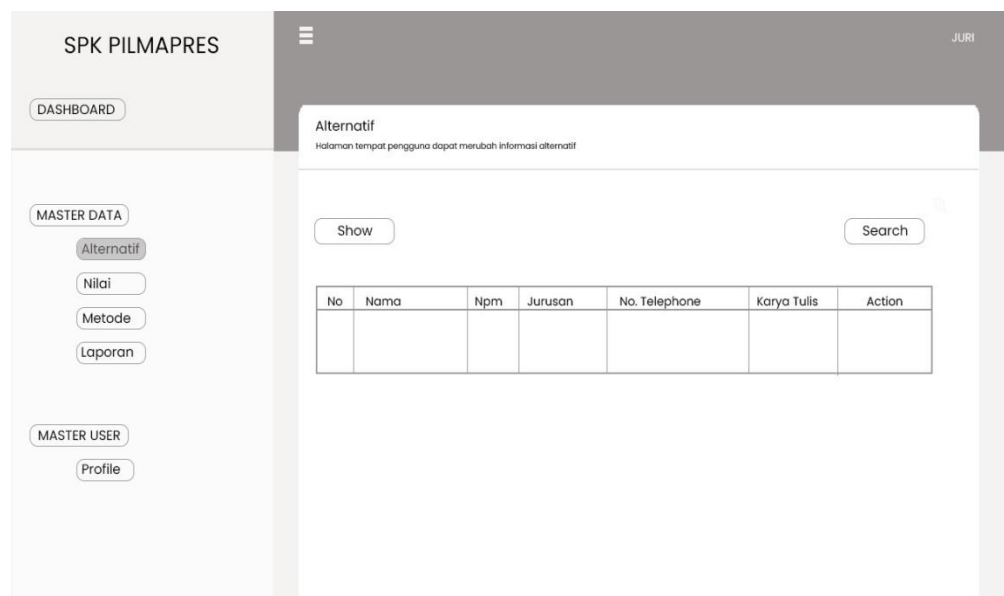 SPK PILMAPRES
JURI
DASHBOARD
Alternatif
Halaman tempat pengguna dapat merubah informasi alternatif
MASTER DATA
Alternatif
Nilai
Metode
Laporan
MASTER USER
Profile
Show
Search
No Nama Npm Jurusan No. Telephone Karya Tulis Action